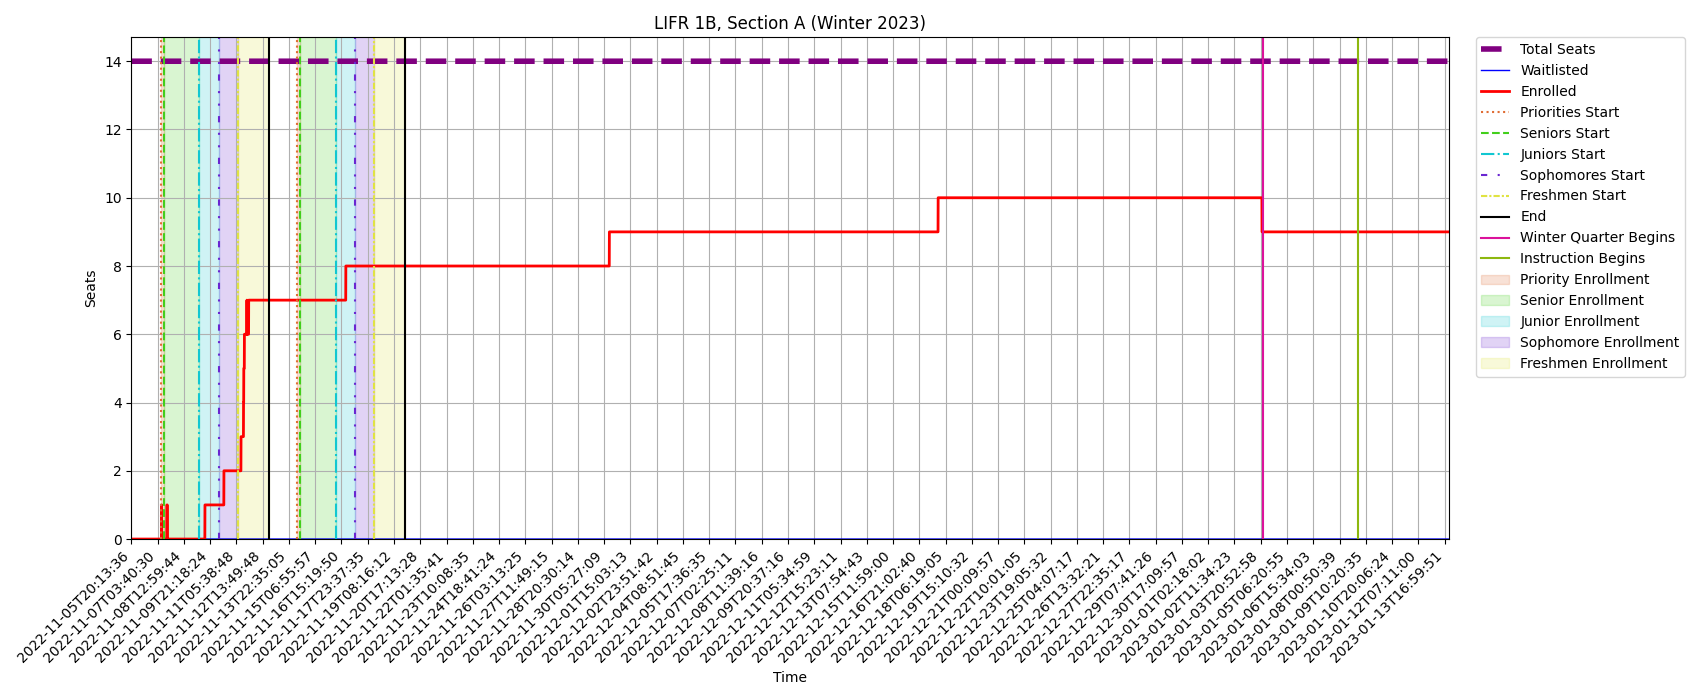 LIFR 1B, Section A (Winter 2023)
14
12
10
8
6
4
2
0
Seats
2022-11-05T20:13:36
2022-11-07T03:40:30
2022-11-08T12:59:44
2022-11-09T21:18:24
2022-11-11T05:38:48
2022-11-12T13:49:48
2022-11-13T22:35:05
2022-11-15T06:55:57
2022-11-16T15:19:50
2022-11-17T23:37:35
2022-11-19T08:16:12
2022-11-20T17:13:28
2022-11-22T01:35:41
2022-11-23T10:08:35
2022-11-24T18:41:24
2022-11-26T03:13:25
2022-11-27T11:49:15
2022-11-28T20:30:14
2022-11-30T05:27:09
2022-12-01T15:03:13
2022-12-02T23:51:42
2022-12-04T08:51:45
2022-12-05T17:36:35
2022-12-07T02:25:11
2022-12-08T11:39:16
2022-12-09T20:37:16
2022-12-11T05:34:59
2022-12-12T15:23:11
2022-12-13T07:54:43
2022-12-15T11:59:00
2022-12-16T21:02:40
2022-12-18T06:19:05
2022-12-19T15:10:32
2022-12-21T00:09:57
2022-12-22T10:01:05
2022-12-23T19:05:32
2022-12-25T04:07:17
2022-12-26T13:32:21
2022-12-27T22:35:17
2022-12-29T07:41:26
2022-12-30T17:09:57
2023-01-01T02:18:02
2023-01-02T11:34:23
2023-01-03T20:52:58
2023-01-05T06:20:55
2023-01-06T15:34:03
2023-01-08T00:50:39
2023-01-09T10:20:35
2023-01-10T20:06:24
2023-01-12T07:11:00
2023-01-13T16:59:51
Time
Total Seats
Waitlisted
Enrolled
Priorities Start
Seniors Start
Juniors Start
Sophomores Start
Freshmen Start
End
Winter Quarter Begins
Instruction Begins
Priority Enrollment
Senior Enrollment
Junior Enrollment
Sophomore Enrollment
Freshmen Enrollment